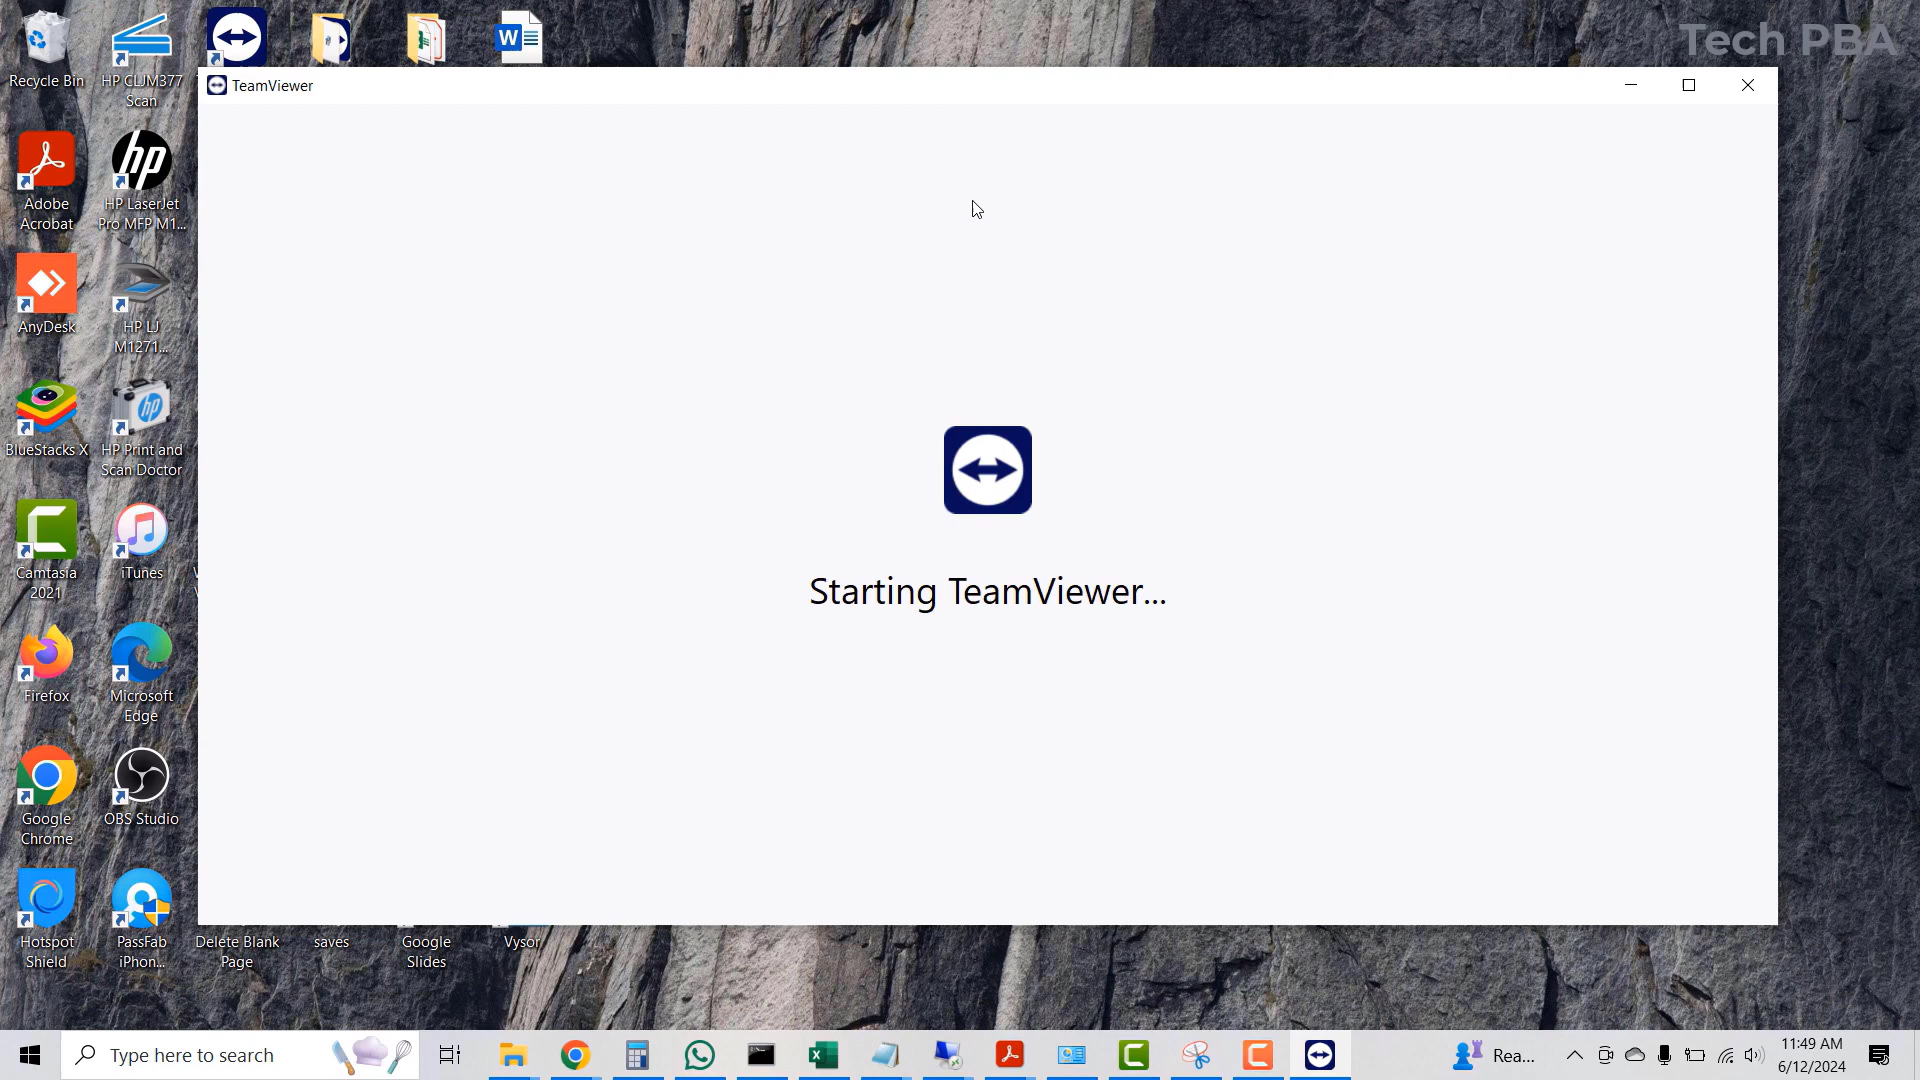 Tech PBA
TeamViewer
Recycle Bin
HP CLJM377
Scan
W
Adobe
Acrobat
HP LaserJet
Pro MFP M1...
hp
AnyDesk
HP LJ
M1271...
BlueStacks X
HP Print and
Scan Doctor
hp
Camtasia
2021
iTunes
Starting TeamViewer...
Firefox
Microsoft
Edge
Google
Chrome
OBS Studio
Hotspot
Shield
PassFab
iPhon...
Delete Blank
Page
saves
Google
Slides
Vysor
Type here to search
Rea...
11:49 AM
6/12/2024